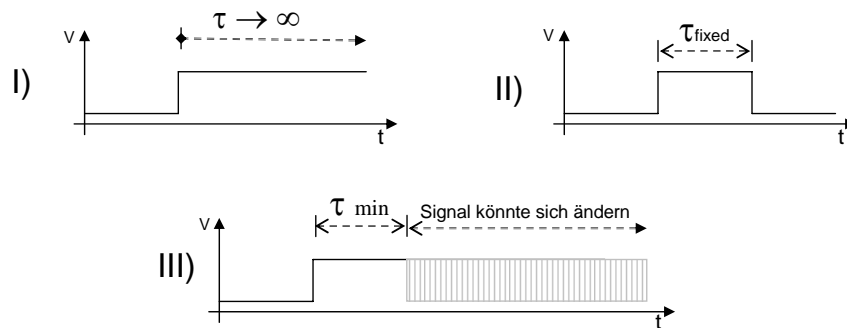 τ → ∞
V
I)
t
τfixed
V
II)
t
τ min
Signal könnte sich ändern
V
III)
t